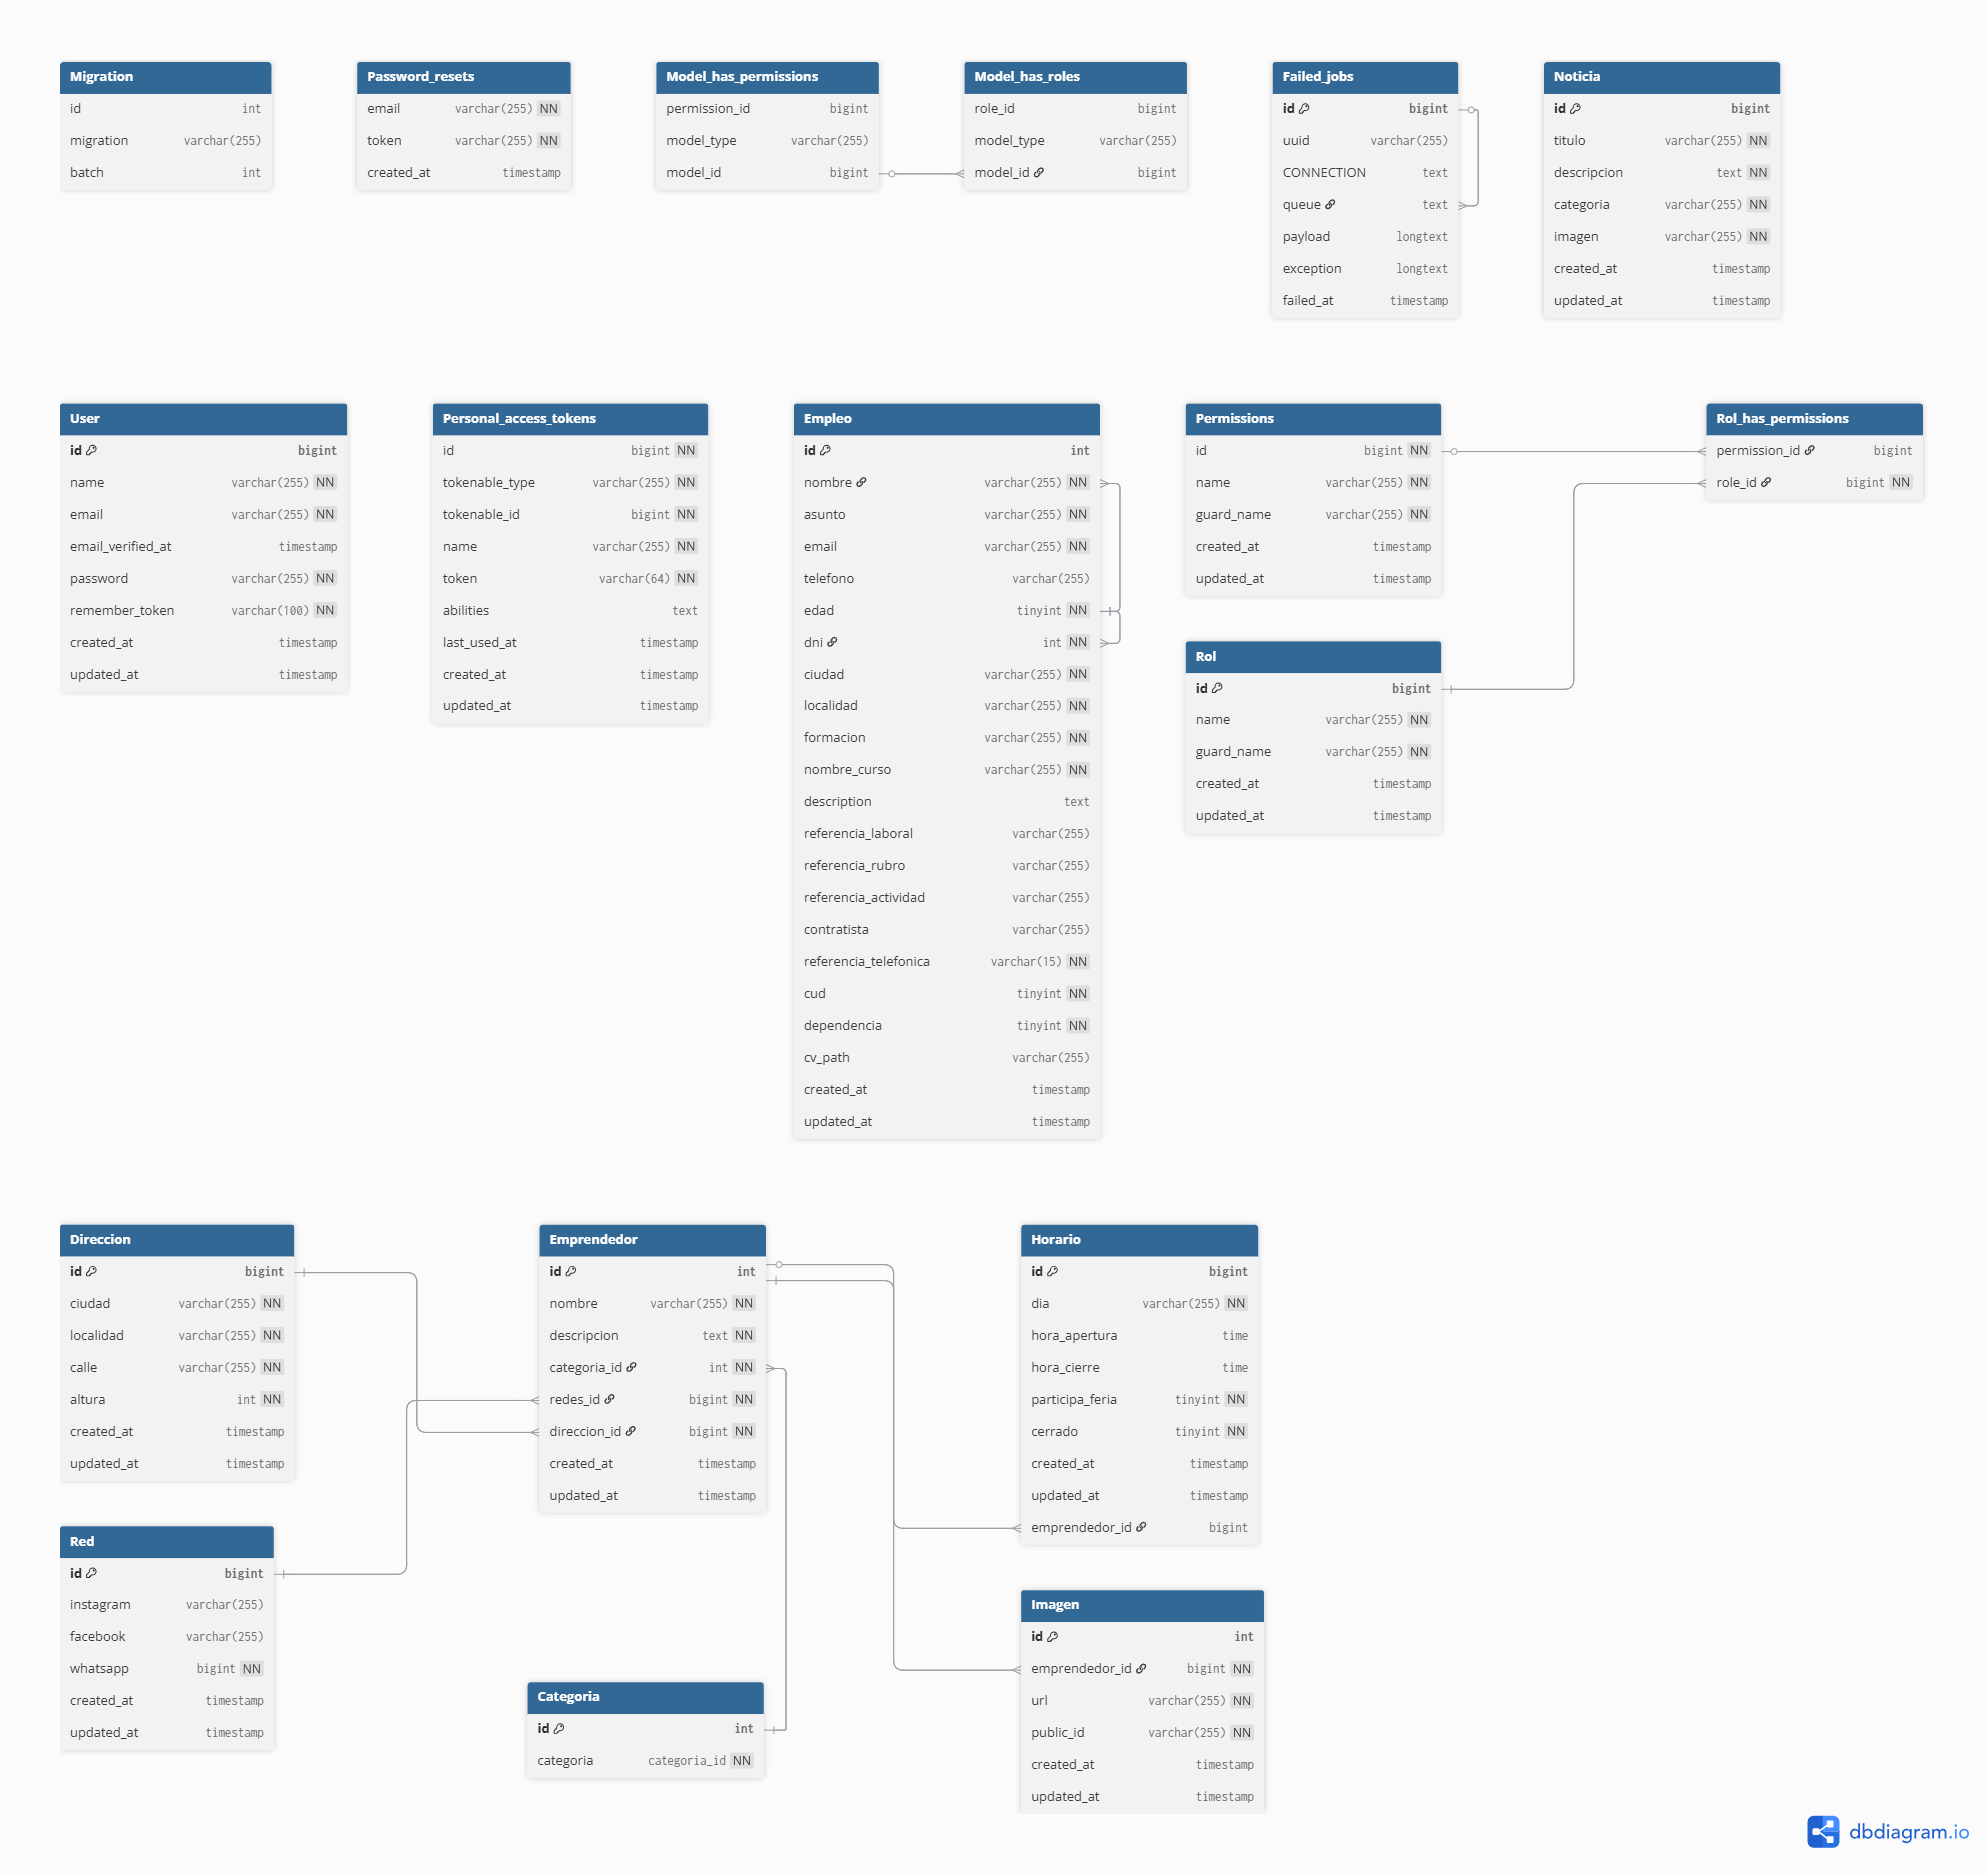 Migration
id int
migration varchar(255)
batch int
Password_resets
email varchar(255) NN
token varchar(255) NN
created_at timestamp
Model_has_permissions
permission_id bigint
model_type varchar(255)
model_id bigint
Model_has_roles
role_id bigint
model_type varchar(255)
model_id bigint
Failed_jobs
id bigint
uuid varchar(255)
CONNECTION text
queue text
payload longtext
exception longtext
failed_at timestamp
Noticia
id bigint
titulo varchar(255) NN
descripcion text NN
categoria varchar(255) NN
imagen varchar(255) NN
created_at timestamp
updated_at timestamp
User
id bigint
name varchar(255) NN
email varchar(255) NN
email_verified_at timestamp
password varchar(255) NN
remember_token varchar(100) NN
created_at timestamp
updated_at timestamp
Personal_access_tokens
id bigint NN
tokenable_type varchar(255) NN
tokenable_id bigint NN
name varchar(255) NN
token varchar(64) NN
abilities text
last_used_at timestamp
created_at timestamp
updated_at timestamp
Empleo
id int
nombre varchar(255) NN
asunto varchar(255) NN
email varchar(255) NN
telefono varchar(255)
edad tinyint NN
dni int NN
ciudad varchar(255) NN
localidad varchar(255) NN
formacion varchar(255) NN
nombre_curso varchar(255) NN
description text
referencia_laboral varchar(255)
referencia_rubro varchar(255)
referencia_actividad varchar(255)
contratista varchar(255)
referencia_telefonica varchar(15) NN
cud tinyint NN
dependencia tinyint NN
cv_path varchar(255)
created_at timestamp
updated_at timestamp
Permissions
id bigint NN
name varchar(255) NN
guard_name varchar(255) NN
created_at timestamp
updated_at timestamp
Rol_has_permissions
permission_id bigint
role_id bigint NN
Rol
id bigint
name varchar(255) NN
guard_name varchar(255) NN
created_at timestamp
updated_at timestamp
Direccion
id bigint
ciudad varchar(255) NN
localidad varchar(255) NN
calle varchar(255) NN
altura int NN
created_at timestamp
updated_at timestamp
Emprendedor
id int
nombre varchar(255) NN
descripcion text NN
categoria_id int NN
redes_id bigint NN
direccion_id bigint NN
created_at timestamp
updated_at timestamp
Horario
id bigint
dia varchar(255) NN
hora_apertura time
hora_cierre time
participa_feria tinyint NN
cerrado tinyint NN
created_at timestamp
updated_at timestamp
emprendedor_id bigint
Red
id bigint
instagram varchar(255)
facebook varchar(255)
whatsapp bigint NN
created_at timestamp
updated_at timestamp
Categoria
id int
categoria categoria_id NN
Imagen
id int
emprendedor_id bigint NN
url varchar(255) NN
public_id varchar(255) NN
created_at timestamp
updated_at timestamp
dbdiagram.io